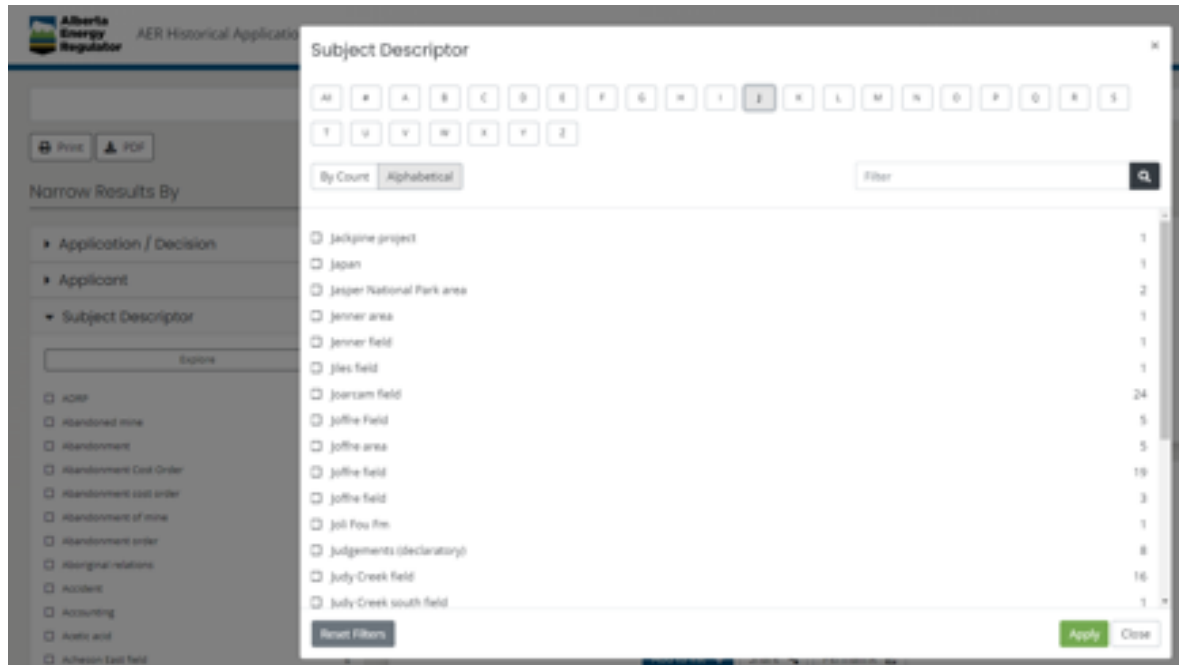 Alberta
Energy
Regulator
AER Historical Applicatio
Print
PDF
Narrow Results By
Application / Decision
Applicant
Subject Descriptor
Explore
ADRP
Abandoned mine
Abandonment
Abandonment Cost Order
Abandonment cost order
Abandonment of mine
Abandonment order
Aboriginal relations
Accident
Accounting
Acetic acid
Acheson East field
Subject Descriptor ×
All # A B C D E F G H I J K L M N O P Q R S
T U V W X Y Z
By Count Alphabetical Filter
Jackpine project 1
Japan 1
Jasper National Park area 2
Jenner area 1
Jenner field 1
Jiles field 1
Joarcam field 24
Joffre Field 5
Joffre area 5
Joffre field 19
Joffre field 3
Joli Fou Fm 1
Judgements (declaratory) 8
Judy Creek field 16
Judy Creek south field 1
Reset Filters Apply Close